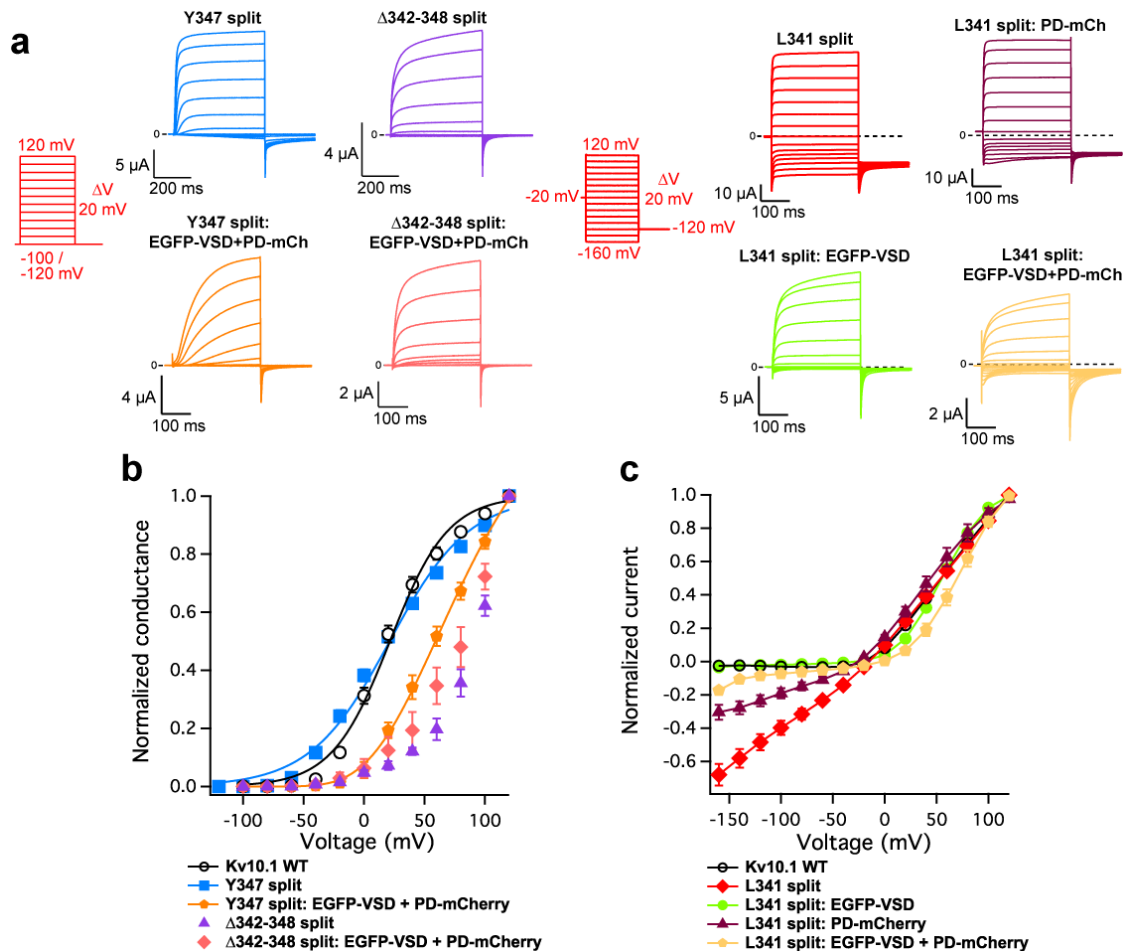 a
Y347 split
Δ342-348 split
L341 split
L341 split: PD-mCh
0
0
120 mV
ΔV
20 mV
-100 /
-120 mV
5 µA
200 ms
4 µA
200 ms
120 mV
-20 mV
ΔV
20 mV
-120 mV
-160 mV
10 µA
100 ms
10 µA
100 ms
Y347 split:
EGFP-VSD+PD-mCh
Δ342-348 split:
EGFP-VSD+PD-mCh
L341 split: EGFP-VSD
L341 split:
EGFP-VSD+PD-mCh
0
0
0
0
4 µA
100 ms
2 µA
100 ms
5 µA
100 ms
2 µA
100 ms
b
Normalized conductance
1.0
0.8
0.6
0.4
0.2
0.0
-100
-50
0
50
100
Voltage (mV)
Kv10.1 WT
Y347 split
Y347 split: EGFP-VSD + PD-mCherry
Δ342-348 split
Δ342-348 split: EGFP-VSD + PD-mCherry
c
Normalized current
1.0
0.8
0.6
0.4
0.2
0.0
-0.2
-0.4
-0.6
-150
-100
-50
0
50
100
Voltage (mV)
Kv10.1 WT
L341 split
L341 split: EGFP-VSD
L341 split: PD-mCherry
L341 split: EGFP-VSD + PD-mCherry